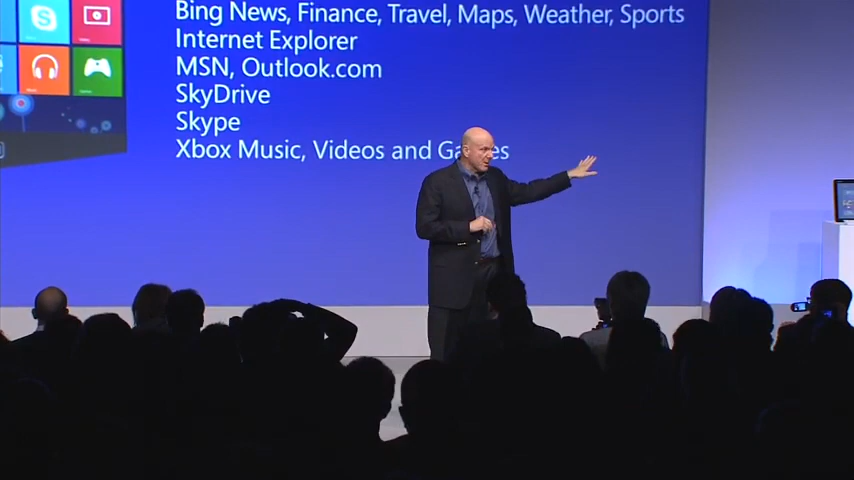 Bing News, Finance, Travel, Maps, Weather, Sports
Internet Explorer
MSN, Outlook.com
SkyDrive
Skype
Xbox Music, Videos and Games